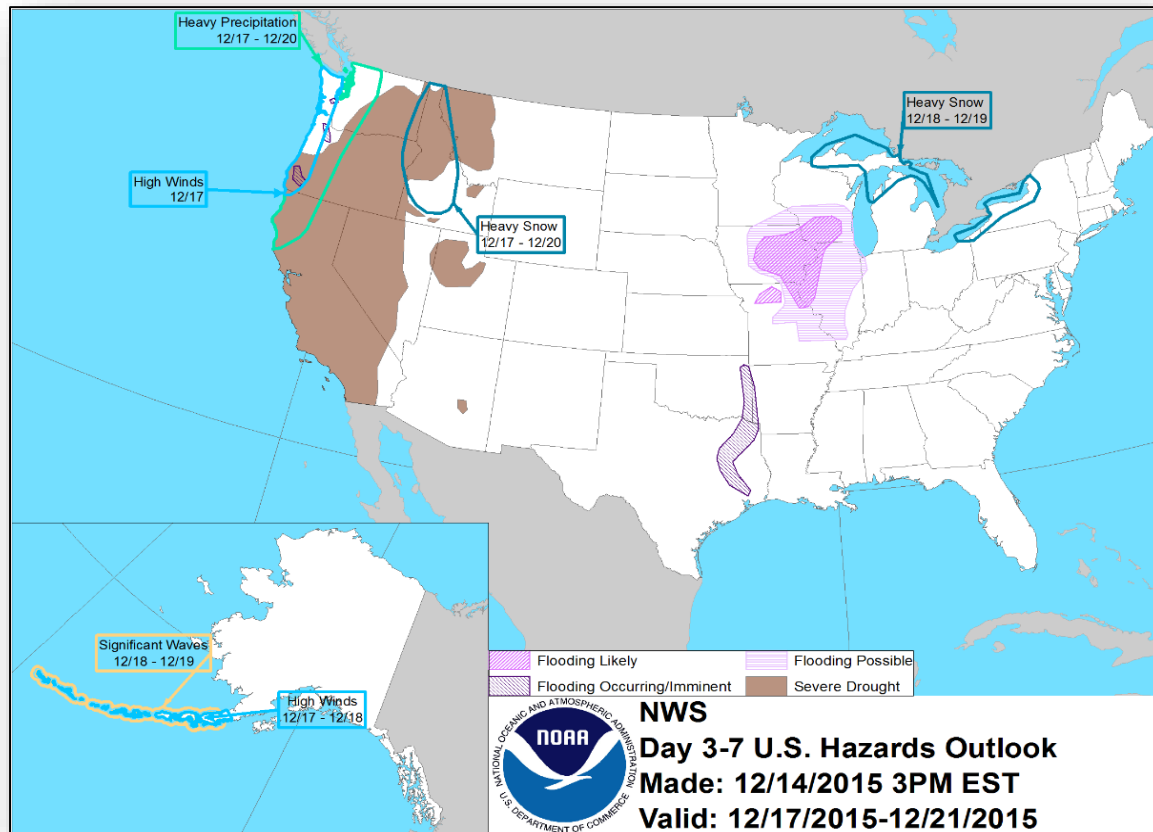 Heavy Precipitation
12/17 - 12/20
Heavy Snow
12/18 - 12/19
High Winds
12/17
Heavy Snow
12/17 - 12/20
Significant Waves
12/18 - 12/19
High Winds
12/17 - 12/18
Flooding Likely
Flooding Possible
Flooding Occurring/Imminent
Severe Drought
NATIONAL OCEANIC AND ATMOSPHERIC ADMINISTRATION
NOAA
U.S. DEPARTMENT OF COMMERCE
NWS
Day 3-7 U.S. Hazards Outlook
Made: 12/14/2015 3PM EST
Valid: 12/17/2015-12/21/2015